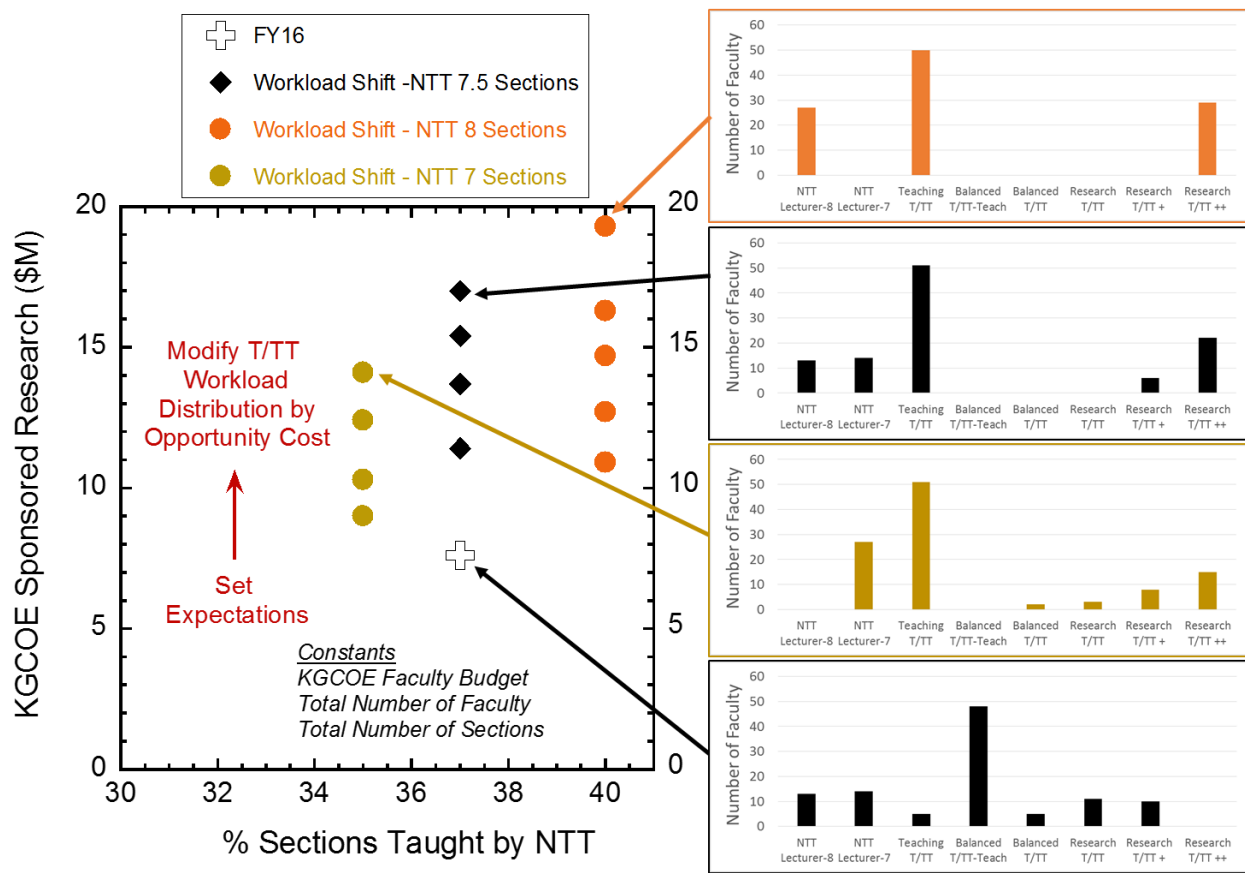 FY16
Workload Shift -NTT 7.5 Sections
Workload Shift - NTT 8 Sections
Workload Shift - NTT 7 Sections
KGCOE Sponsored Research ($M)
20
15
10
5
0
20
15
10
5
0
30
32
34
36
38
40
% Sections Taught by NTT
Modify T/TT
Workload
Distribution by
Opportunity Cost
Set
Expectations
Constants
KGCOE Faculty Budget
Total Number of Faculty
Total Number of Sections
Number of Faculty
60
50
40
30
20
10
0
NTT Lecturer-8
NTT Lecturer-7
Teaching T/TT
Balanced T/TT-Teach
Balanced T/TT
Research T/TT
Research T/TT +
Research T/TT ++
Number of Faculty
60
50
40
30
20
10
0
NTT Lecturer-8
NTT Lecturer-7
Teaching T/TT
Balanced T/TT-Teach
Balanced T/TT
Research T/TT
Research T/TT +
Research T/TT ++
Number of Faculty
60
50
40
30
20
10
0
NTT Lecturer-8
NTT Lecturer-7
Teaching T/TT
Balanced T/TT-Teach
Balanced T/TT
Research T/TT
Research T/TT +
Research T/TT ++
Number of Faculty
60
50
40
30
20
10
0
NTT Lecturer-8
NTT Lecturer-7
Teaching T/TT
Balanced T/TT-Teach
Balanced T/TT
Research T/TT
Research T/TT +
Research T/TT ++